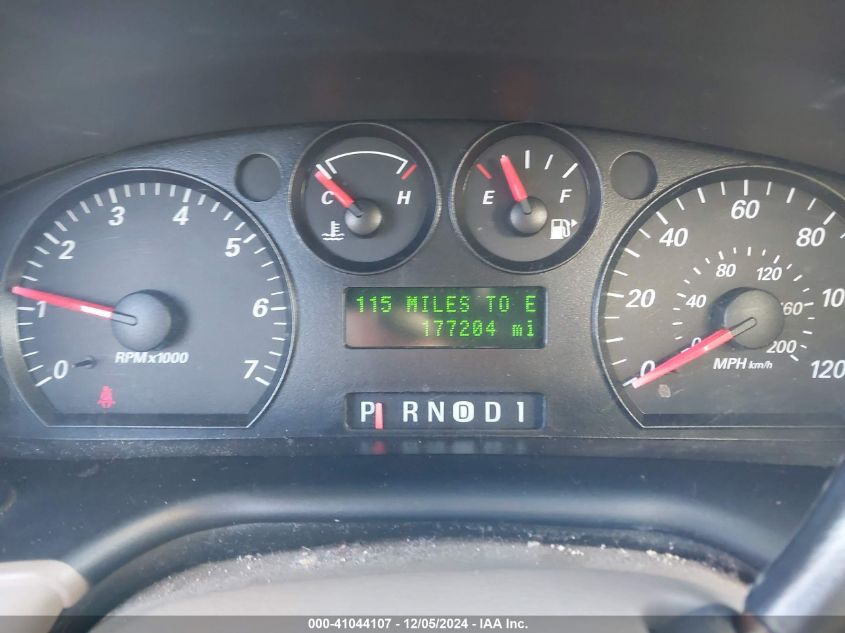 0 1 2 3 4 5 6 7
RPMx1000
C H
E F
115 MILES TO E
177204 mi
P R N D D 1
0 20 40 60 80 120
40 80 120 160 200
MPH km/h
000-41044107 - 12/05/2024 - IAA Inc.